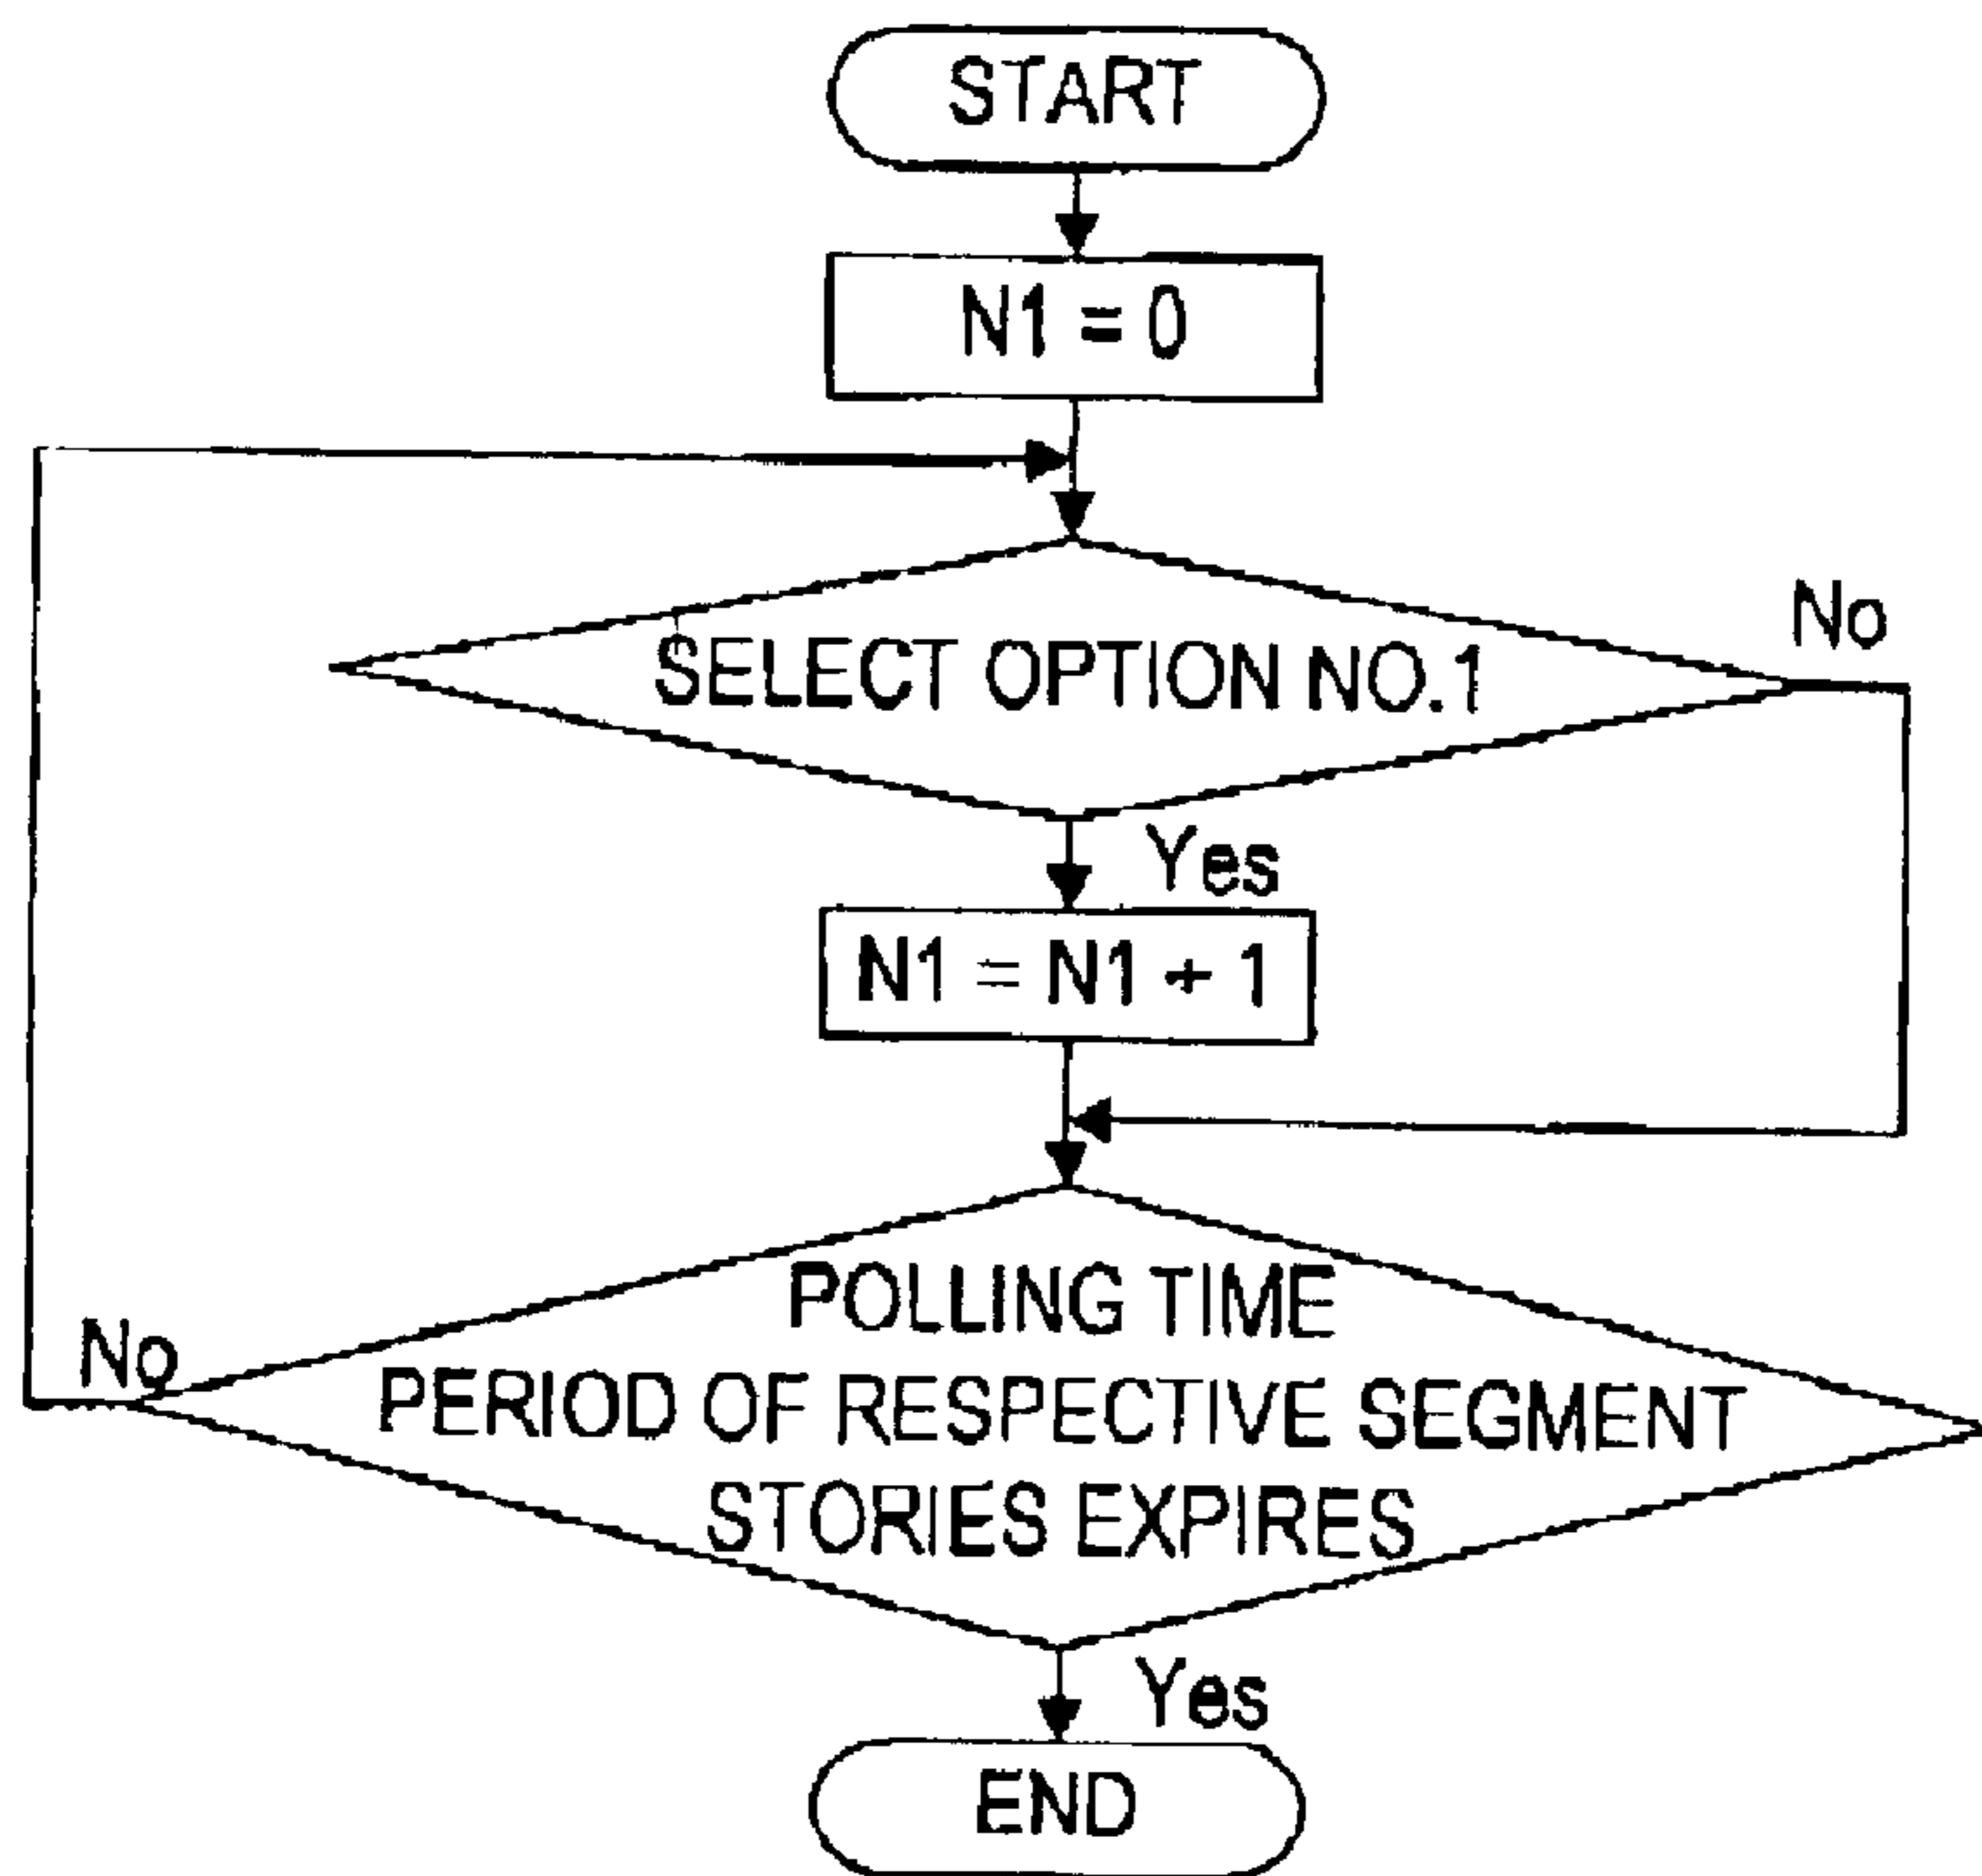 START
N1 = 0
SELECT OPTION NO.1
No
Yes
N1 = N1 + 1
POLLING TIME
No
PERIOD OF RESPECTIVE SEGMENT
STORIES EXPIRES
Yes
END